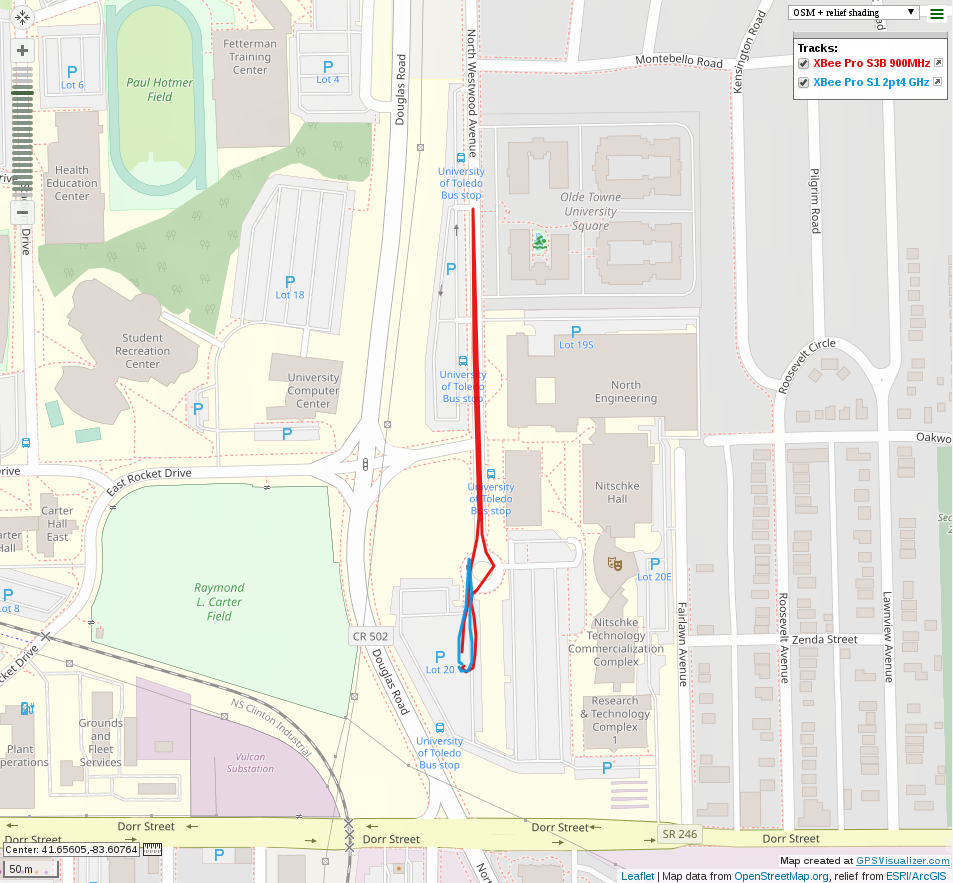 OSM + relief shading
Tracks:
XBee Pro S3B 900MHz
XBee Pro S1 2pt4 GHz
Fetterman
Training
Center
Lot 6
Paul Hotmer
Field
Lot 4
Douglas Road
North Westwood Avenue
Montebello Road
Kensington Road
Health
Education
Center
University
of Toledo
Bus stop
Olde Towne
University
Square
Pilgrim Road
Drive
Lot 18
Student
Recreation
Center
University
Computer
Center
University
of Toledo
Bus stop
Lot 19S
North
Engineering
Roosevelt Circle
Oakwo
rive
East Rocket Drive
University
of Toledo
Bus stop
Nitschke
Hall
Carter
Hall
East
arter
Hall
Lot 8
Raymond
L. Carter
Field
Lot 20E
CR 502
Lot 20
Nitschke
Technology
Commercialization
Complex
Fairlawn Avenue
Roosevelt Avenue
Lawnview Avenue
Zenda Street
cket Drive
Douglas Road
NS Clinton Industrial
Research
& Technology
Complex
1
Grounds
and
Fleet
Services
Plant
perations
Vulcan
Substation
University
of Toledo
Bus stop
Dorr Street
Dorr Street
Dorr Street
Dorr Street
SR 246
Dorr Street
Center: 41.65605,-83.60764
50 m
Map created at GPSVisualizer.com
Leaflet | Map data from OpenStreetMap.org, relief from ESRI/ArcGIS